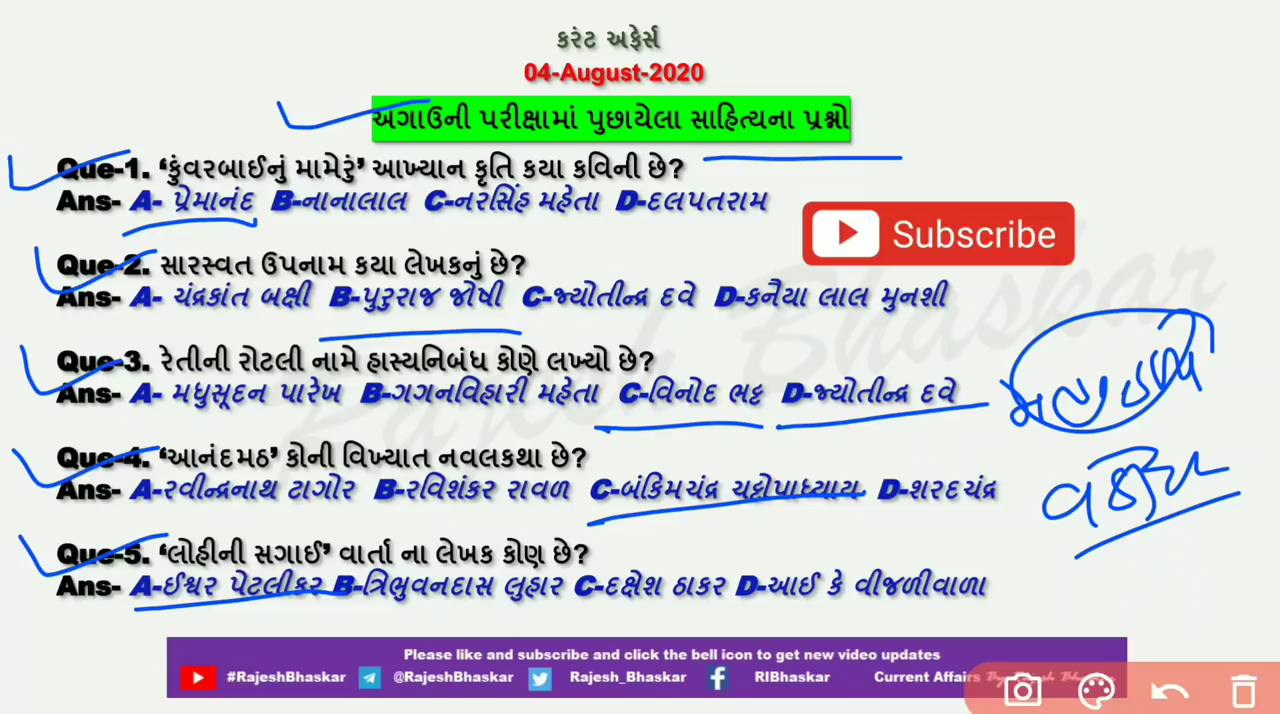 કરંટ અફેર્સ
04-August-2020
અગાઉની પરીક્ષામાં પુછાયેલા સાહિત્યના પ્રશ્નો
Que-1. ‘કુંવરબાઈનું મામેરું’ આખ્યાન કૃતિ કયા કવિની છે?
Ans- A- પ્રેમાનંદ B-નાનાલાલ C-નરસિંહ મહેતા D-દલપતરામ
Subscribe
Que-2. સારસ્વત ઉપનામ કયા લેખકનું છે?
Ans- A- ચંદ્રકાંત બક્ષી B-પુરુરાજ જોષી C-જ્યોતીન્દ્ર દવે D-કનૈયા લાલ મુનશી
Que-3. રેતીની રોટલી નામે હાસ્યનિબંધ કોણે લખ્યો છે?
Ans- A- મધુસૂદન પારેખ B-ગગનવિહારી મહેતા C-વિનોદ ભટ્ટ D-જ્યોતીન્દ્ર દવે
Que-4. ‘આનંદમઠ’ કોની વિખ્યાત નવલકથા છે?
Ans- A-રવીન્દ્રનાથ ટાગોર B-રવિશંકર રાવળ C-બંકિમચંદ્ર ચટ્ટોપાધ્યાય D-શરદચંદ્ર
Que-5. ‘લોહીની સગાઈ’ વાર્તા ના લેખક કોણ છે?
Ans- A-ઈશ્વર પેટલીકર B-ત્રિભુવનદાસ લુહાર C-દક્ષેશ ઠાકર D-આઈ કે વીજળીવાળા
Please like and subscribe and click the bell icon to get new video updates
#RajeshBhaskar @RajeshBhaskar Rajesh_Bhaskar RIBhaskar Current Affairs By Rajesh Bhaskar
Rajesh Bhaskar